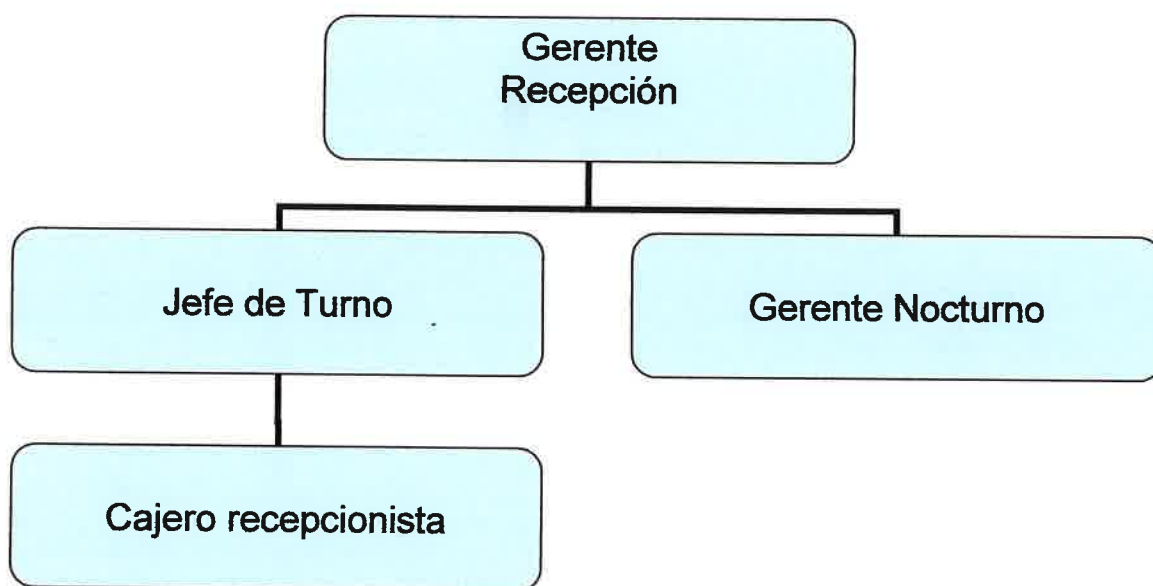 Gerente
Recepción
Jefe de Turno
Gerente Nocturno
Cajero recepcionista